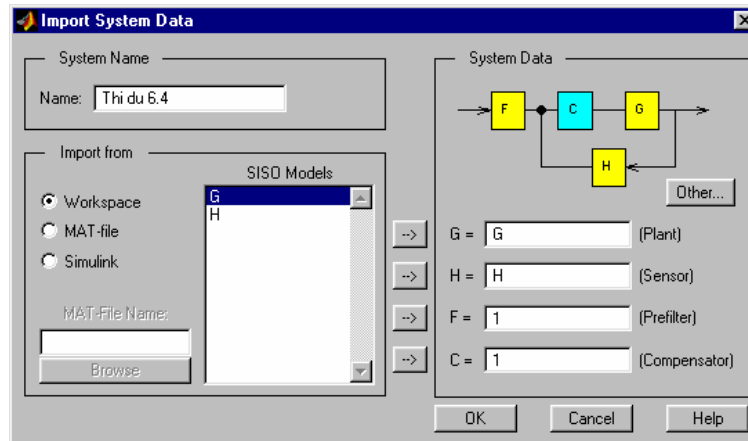 Import System Data
System Name
Name: Thi du 6.4
Import from
Workspace
MAT-file
Simulink
MAT-File Name:
Browse
SISO Models
G
H
-->
-->
-->
-->
System Data
F
C
G
H
Other...
G = G (Plant)
H = H (Sensor)
F = 1 (Prefilter)
C = 1 (Compensator)
OK
Cancel
Help